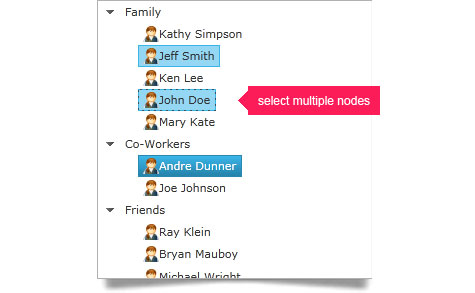 Family
Kathy Simpson
Jeff Smith
Ken Lee
John Doe
select multiple nodes
Mary Kate
Co-Workers
Andre Dunner
Joe Johnson
Friends
Ray Klein
Bryan Mauboy
Michael Wright